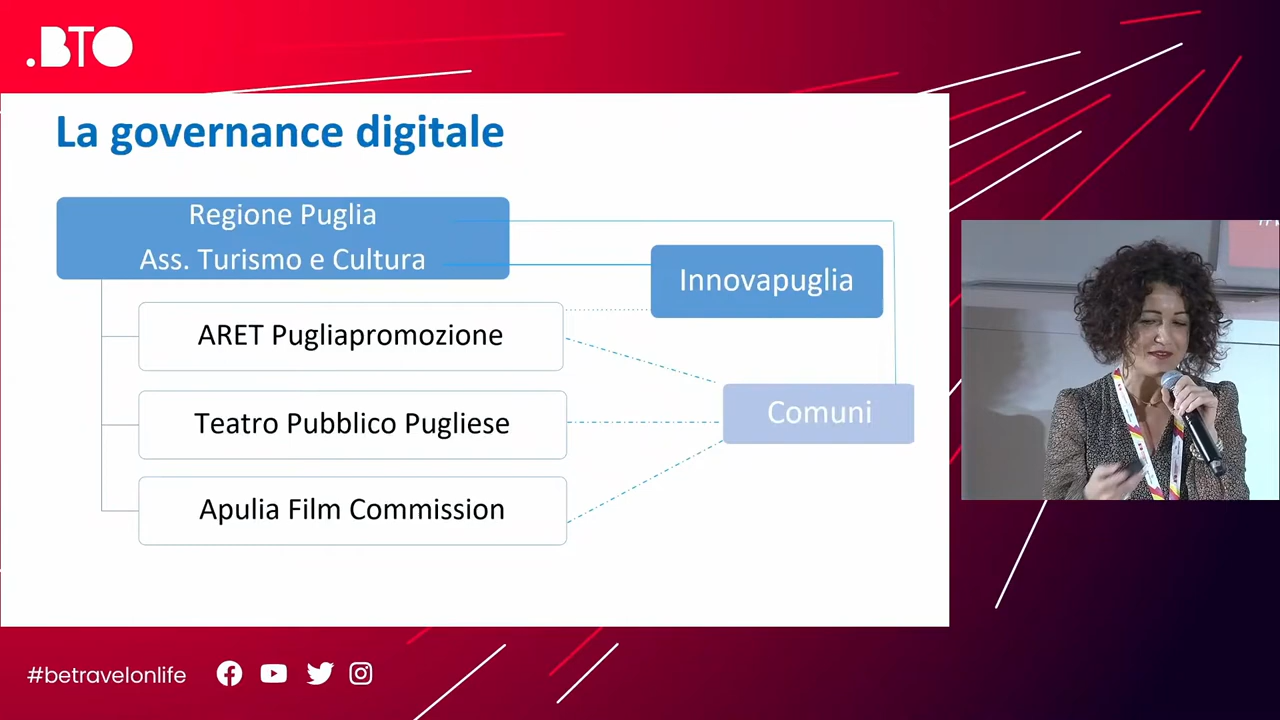 .BTO
La governance digitale
Regione Puglia
Ass. Turismo e Cultura
Innovapuglia
ARET Pugliapromozione
Comuni
Teatro Pubblico Pugliese
Apulia Film Commission
#betravelonlife